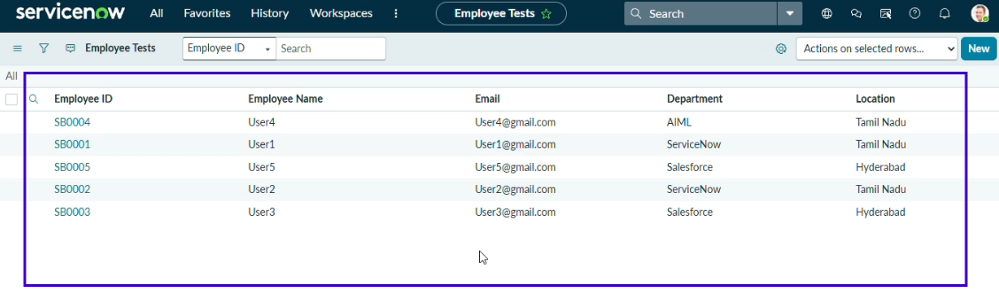 servicenow All Favorites History Workspaces Employee Tests Search
Employee Tests Employee ID Search Actions on selected rows... New
All
Employee ID Employee Name Email Department Location
SB0004 User4 User4@gmail.com AIML Tamil Nadu
SB0001 User1 User1@gmail.com ServiceNow Tamil Nadu
SB0005 User5 User5@gmail.com Salesforce Hyderabad
SB0002 User2 User2@gmail.com ServiceNow Tamil Nadu
SB0003 User3 User3@gmail.com Salesforce Hyderabad